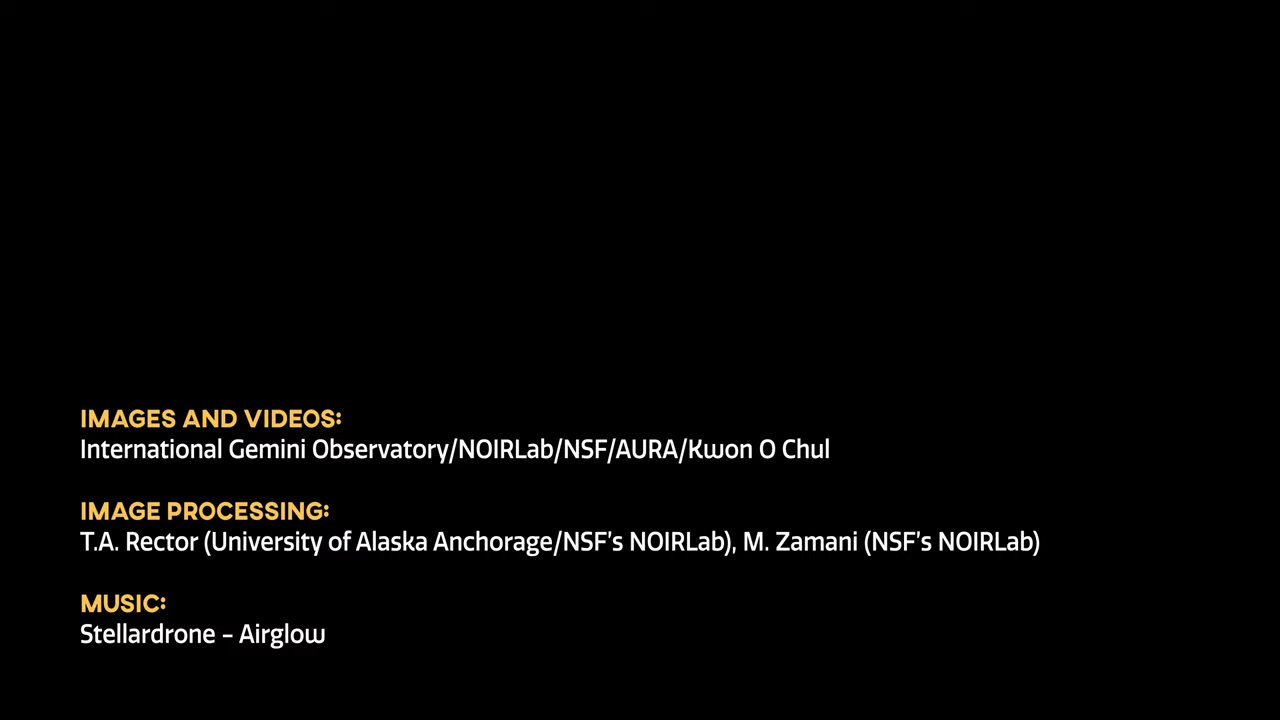 IMAGES AND VIDEOS:
International Gemini Observatory/NOIRLab/NSF/AURA/Kwon O Chul
IMAGE PROCESSING:
T.A. Rector (University of Alaska Anchorage/NSF’s NOIRLab), M. Zamani (NSF’s NOIRLab)
MUSIC:
Stellardrone – Airglow